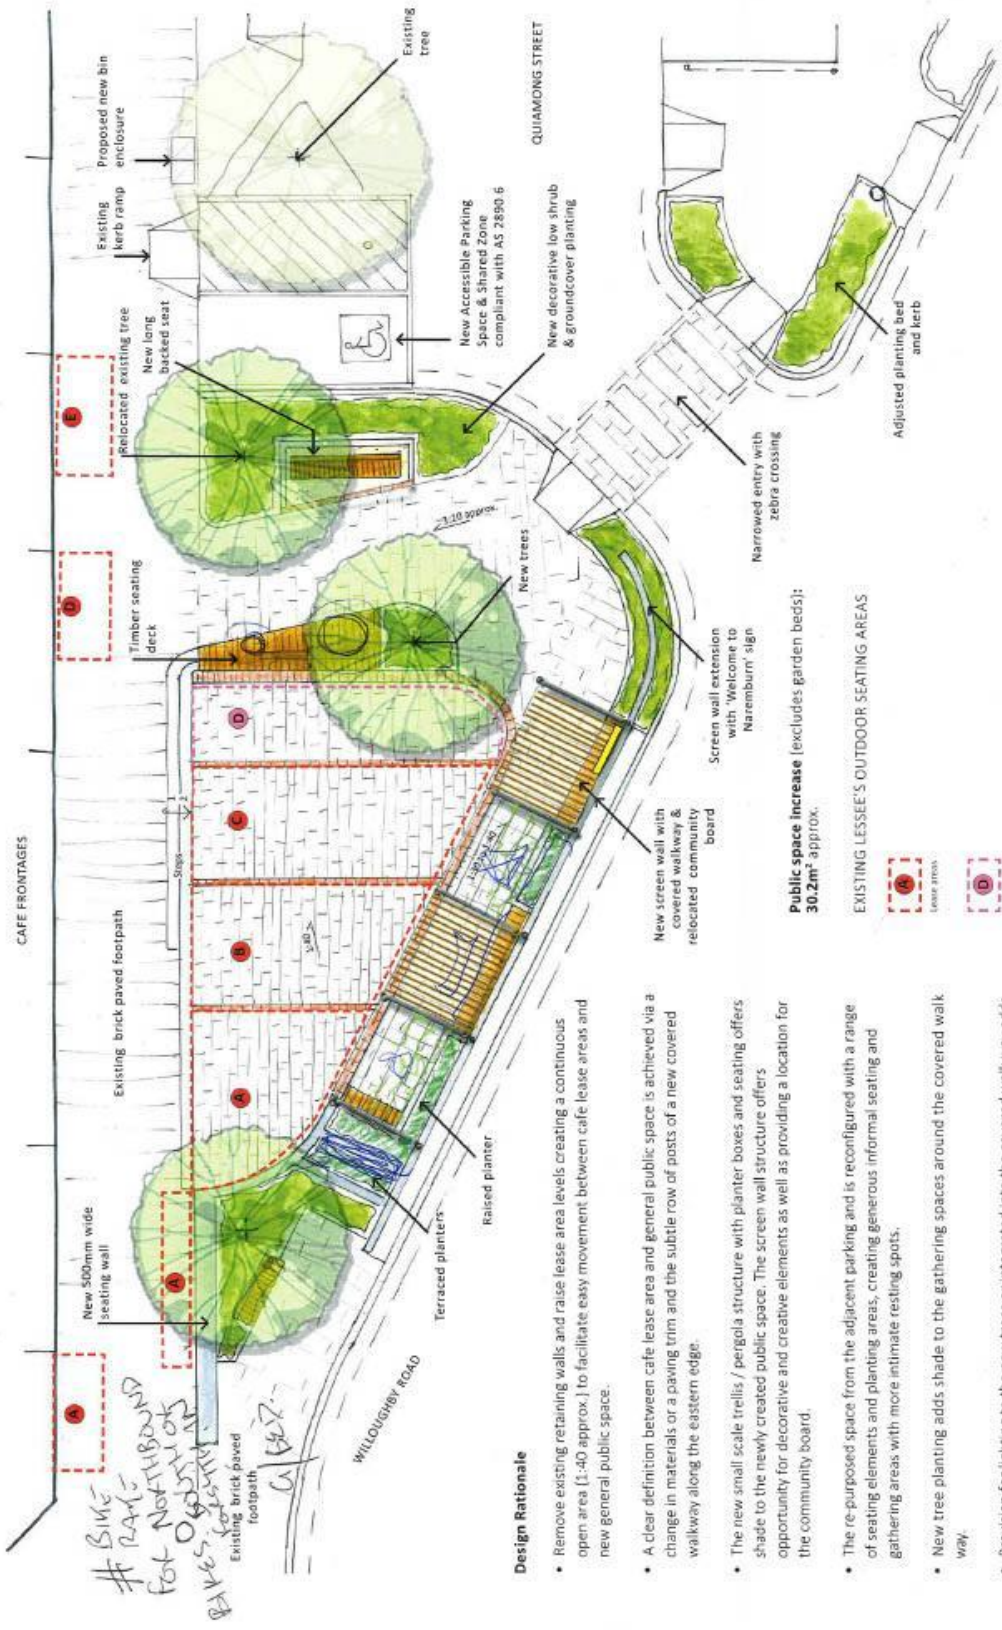 CAFE FRONTAGES
Existing
kerb ramp
Proposed new bin
enclosure
Existing
tree
Relocated existing tree
New long
backed seat
E
D
Timber seating
deck
Existing brick paved footpath
New 500mm wide
seating wall
A
A
# BIKE
FOR NORTHBOUND
BIKES
Existing brick paved
footpath
Steps
1
2
A
B
C
D
1:40
1:20 approx.
QUIAMONG STREET
New Accessible Parking
Space & Shared Zone
compliant with AS 2890.6
New decorative low shrub
& groundcover planting
New trees
Narrowed entry with
zebra crossing
Adjusted planting bed
and kerb
Screen wall extension
with 'Welcome to
Naremburn' sign
New screen wall with
covered walkway &
relocated community
board
Raised planter
Terraced planters
WILLOUGHBY ROAD
Public space increase (excludes garden beds):
30.2m² approx.
EXISTING LESSEE'S OUTDOOR SEATING AREAS
A
Lease areas
D
Design Rationale
• Remove existing retaining walls and raise lease area levels creating a continuous
open area (1:40 approx.) to facilitate easy movement between cafe lease areas and
new general public space.
• A clear definition between cafe lease area and general public space is achieved via a
change in materials or a paving trim and the subtle row of posts of a new covered
walkway along the eastern edge.
• The new small scale trellis / pergola structure with planter boxes and seating offers
shade to the newly created public space. The screen wall structure offers
opportunity for decorative and creative elements as well as providing a location for
the community board.
• The re-purposed space from the adjacent parking and is reconfigured with a range
of seating elements and planting areas, creating generous informal seating and
gathering areas with more intimate resting spots.
• New tree planting adds shade to the gathering spaces around the covered walk
way.